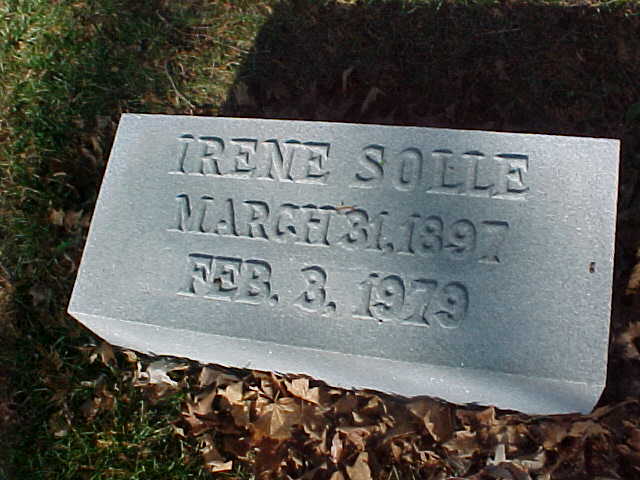 IRENE SOLLE
MARCH 31, 1897
FEB. 3, 1979